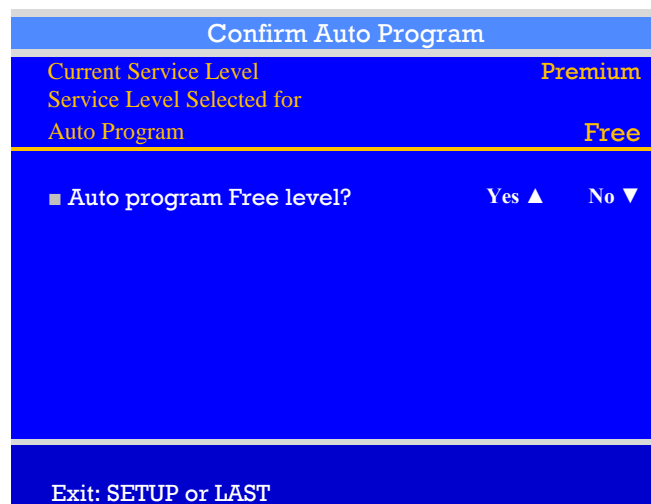 Confirm Auto Program
Current Service Level Premium
Service Level Selected for
Auto Program Free
■ Auto program Free level? Yes ▲ No ▼
Exit: SETUP or LAST